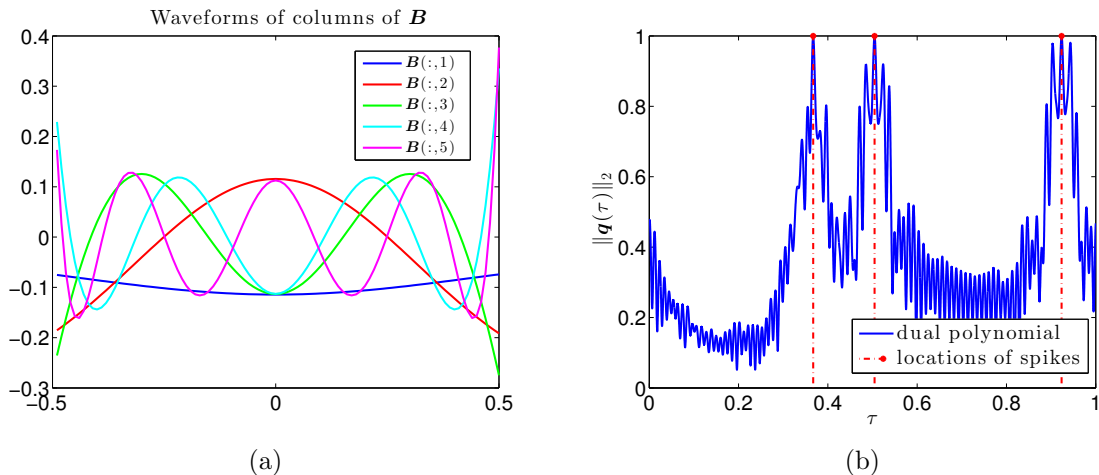 Waveforms of columns of B
0.4
0.3
0.2
0.1
0
−0.1
−0.2
−0.3
−0.5
0
0.5
B(:,1)
B(:,2)
B(:,3)
B(:,4)
B(:,5)
(a)
1
0.8
0.6
0.4
0.2
0
‖q(τ)‖₂
0
0.2
0.4
0.6
0.8
1
τ
dual polynomial
locations of spikes
(b)